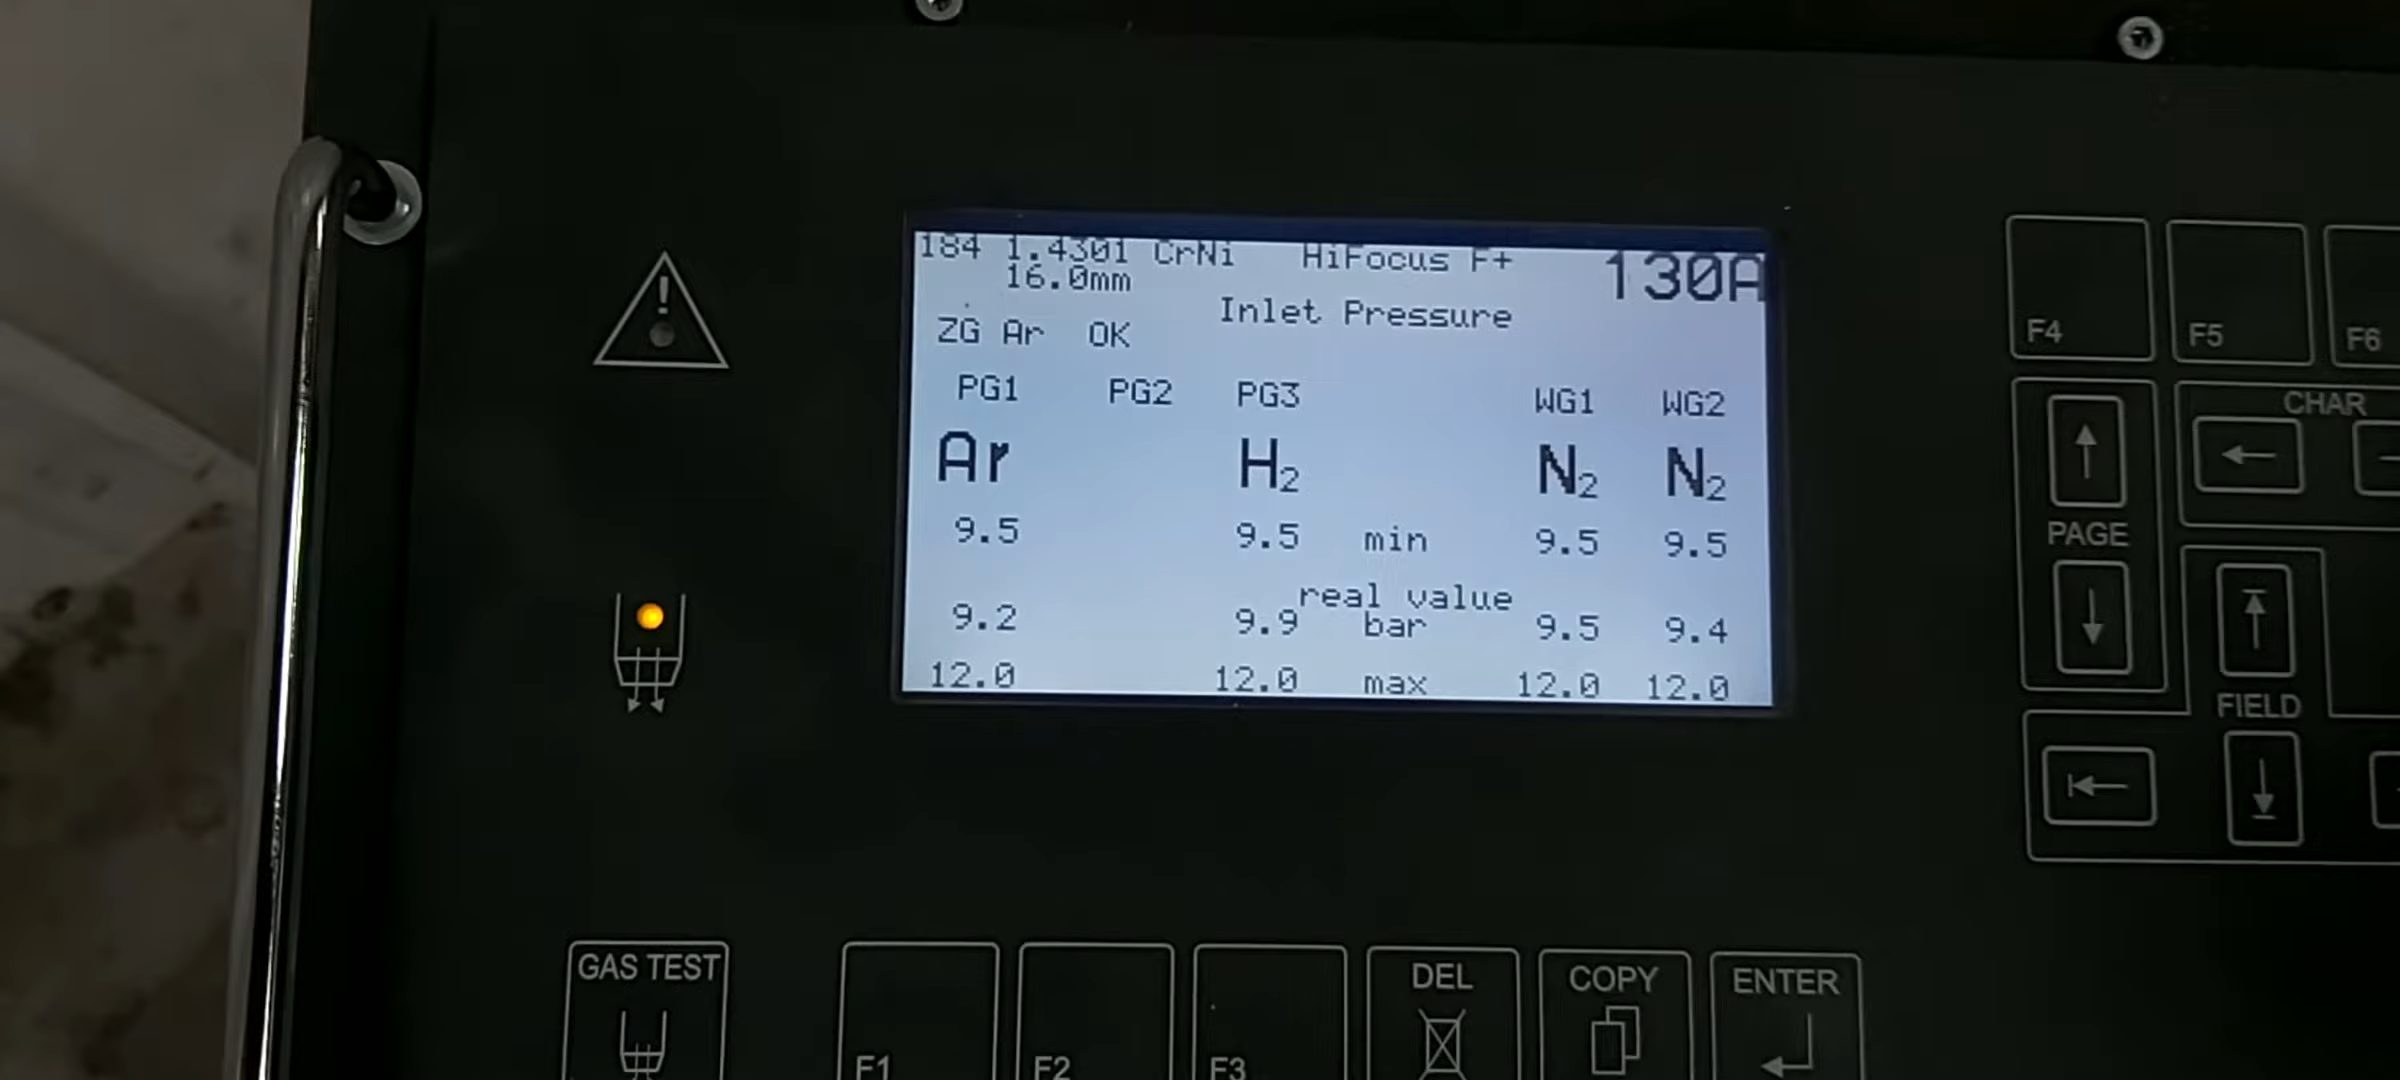 184 1.4301 CrNi HiFocus F+ 130A
16.0mm
Inlet Pressure
ZG Ar OK
PG1 PG2 PG3 WG1 WG2
Ar H₂ N₂ N₂
9.5 9.5 min 9.5 9.5
real value
9.2 9.9 bar 9.5 9.4
12.0 12.0 max 12.0 12.0
F4 F5 F6
CHAR
PAGE
FIELD
GAS TEST
F1 F2 F3
DEL COPY ENTER